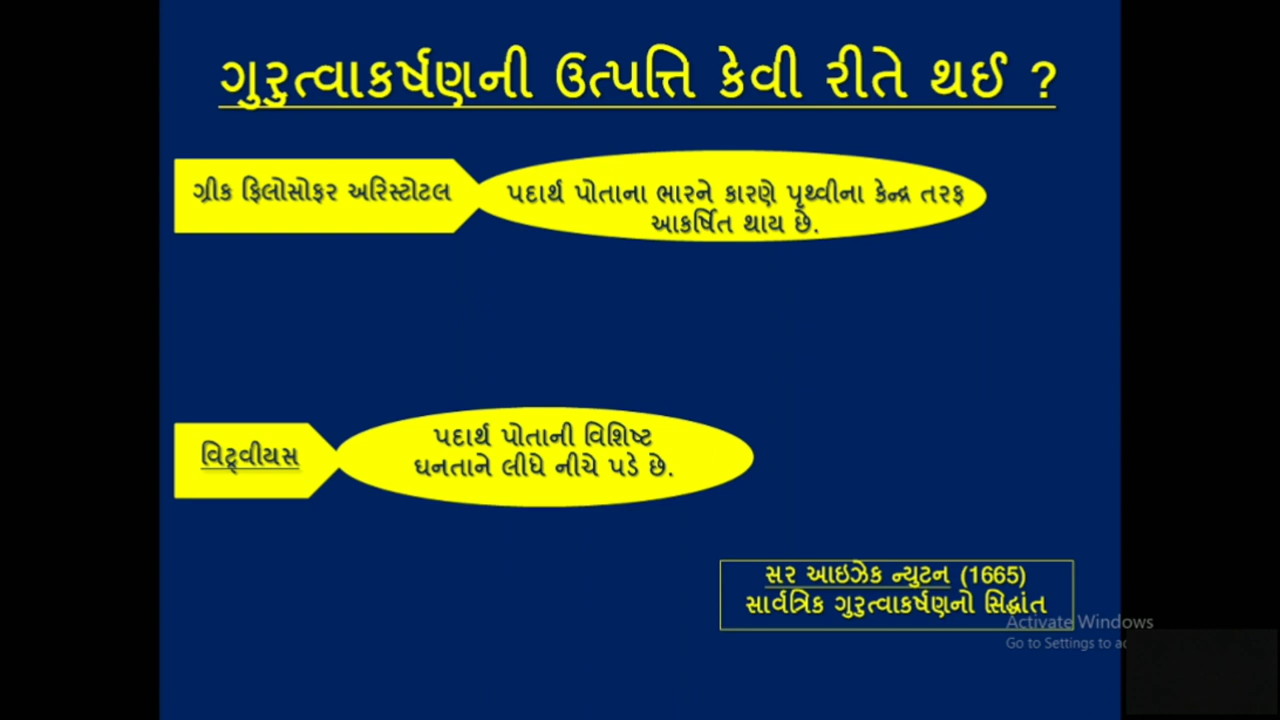 ગુરુત્વાકર્ષણની ઉત્પત્તિ કેવી રીતે થઈ ?
ગ્રીક ફિલોસોફર અરિસ્ટોટલ
પદાર્થ પોતાના ભારને કારણે પૃથ્વીના કેન્દ્ર તરફ
આકર્ષિત થાય છે.
વિટ્રવીયસ
પદાર્થ પોતાની વિશિષ્ટ
ઘનતાને લીધે નીચે પડે છે.
સર આઇઝેક ન્યુટન (1665)
સાર્વત્રિક ગુરુત્વાકર્ષણનો સિદ્ધાંત
Activate Windows
Go to Settings to